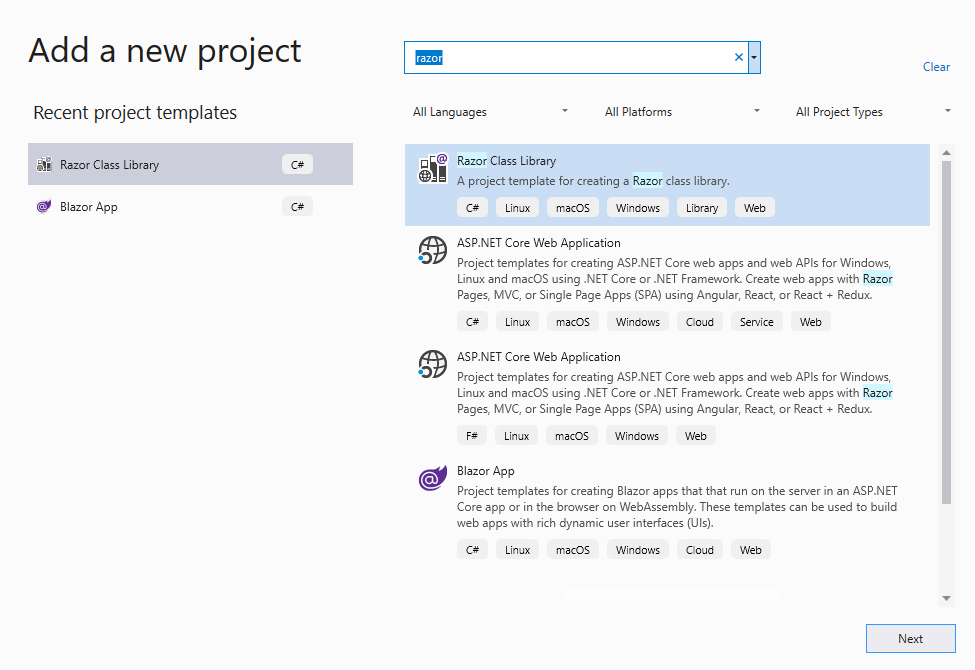 Add a new project
razor
Clear
Recent project templates
All Languages
All Platforms
All Project Types
Razor Class Library
C#
Blazor App
C#
Razor Class Library
A project template for creating a Razor class library.
C# Linux macOS Windows Library Web
ASP.NET Core Web Application
Project templates for creating ASP.NET Core web apps and web APIs for Windows,
Linux and macOS using .NET Core or .NET Framework. Create web apps with Razor
Pages, MVC, or Single Page Apps (SPA) using Angular, React, or React + Redux.
C# Linux macOS Windows Cloud Service Web
ASP.NET Core Web Application
Project templates for creating ASP.NET Core web apps and web APIs for Windows,
Linux and macOS using .NET Core or .NET Framework. Create web apps with Razor
Pages, MVC, or Single Page Apps (SPA) using Angular, React, or React + Redux.
F# Linux macOS Windows Web
Blazor App
Project templates for creating Blazor apps that that run on the server in an ASP.NET
Core app or in the browser on WebAssembly. These templates can be used to build
web apps with rich dynamic user interfaces (UIs).
C# Linux macOS Windows Cloud Web
Next